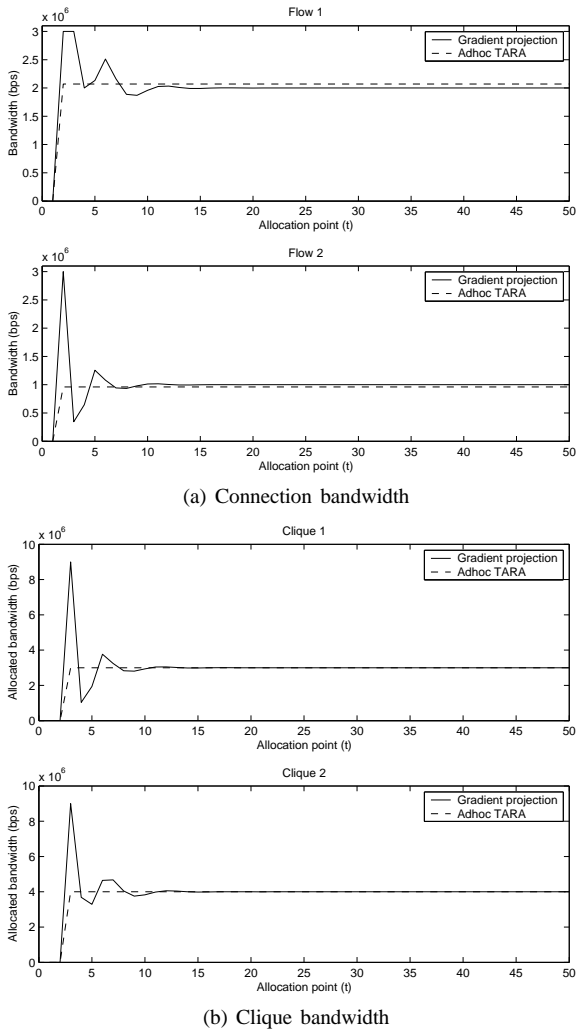 Flow 1
x 10^6
Gradient projection
Adhoc TARA
3
2.5
2
1.5
1
0.5
0
Bandwidth (bps)
0 5 10 15 20 25 30 35 40 45 50
Allocation point (t)
Flow 2
x 10^6
Gradient projection
Adhoc TARA
3
2.5
2
1.5
1
0.5
0
Bandwidth (bps)
0 5 10 15 20 25 30 35 40 45 50
Allocation point (t)
(a) Connection bandwidth
Clique 1
x 10^6
Gradient projection
Adhoc TARA
10
8
6
4
2
0
Allocated bandwidth (bps)
0 5 10 15 20 25 30 35 40 45 50
Allocation point (t)
Clique 2
x 10^6
Gradient projection
Adhoc TARA
10
8
6
4
2
0
Allocated bandwidth (bps)
0 5 10 15 20 25 30 35 40 45 50
Allocation point (t)
(b) Clique bandwidth